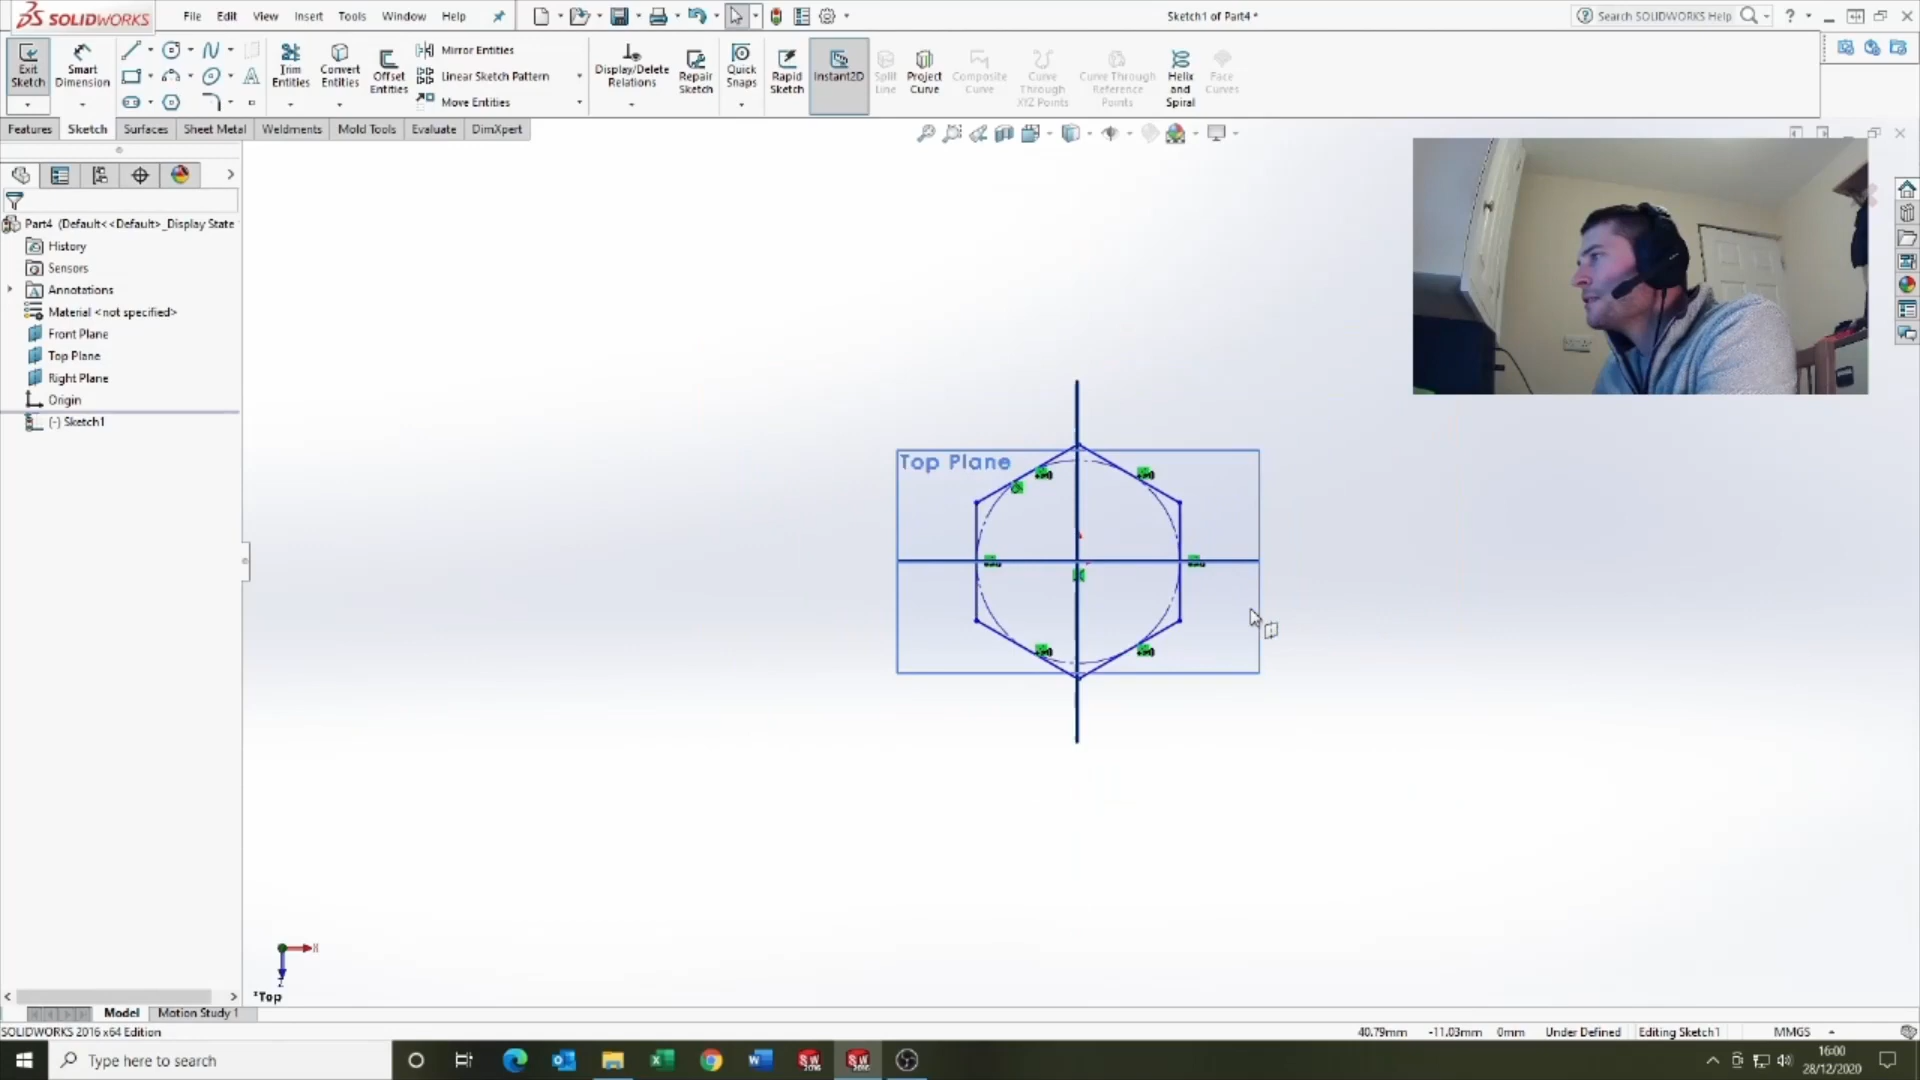 SOLIDWORKS
File Edit View Insert Tools Window Help
Sketch1 of Part4 *
Search SOLIDWORKS Help
Exit Sketch
Smart Dimension
Trim Entities
Convert Entities
Offset Entities
Mirror Entities
Linear Sketch Pattern
Move Entities
Display/Delete Relations
Repair Sketch
Quick Snaps
Rapid Sketch
Instant2D
Split Line
Project Curve
Composite Curve
Curve Through XYZ Points
Curve Through Reference Points
Helix and Spiral
Face Curves
Features Sketch Surfaces Sheet Metal Weldments Mold Tools Evaluate DimXpert
Part4 (Default<<Default>_Display State
History
Sensors
Annotations
Material <not specified>
Front Plane
Top Plane
Right Plane
Origin
(-) Sketch1
Top Plane
*Top
Model Motion Study 1
SOLIDWORKS 2016 x64 Edition
40.79mm -11.03mm 0mm Under Defined Editing Sketch1 MMGS
Type here to search
16:00
28/12/2020